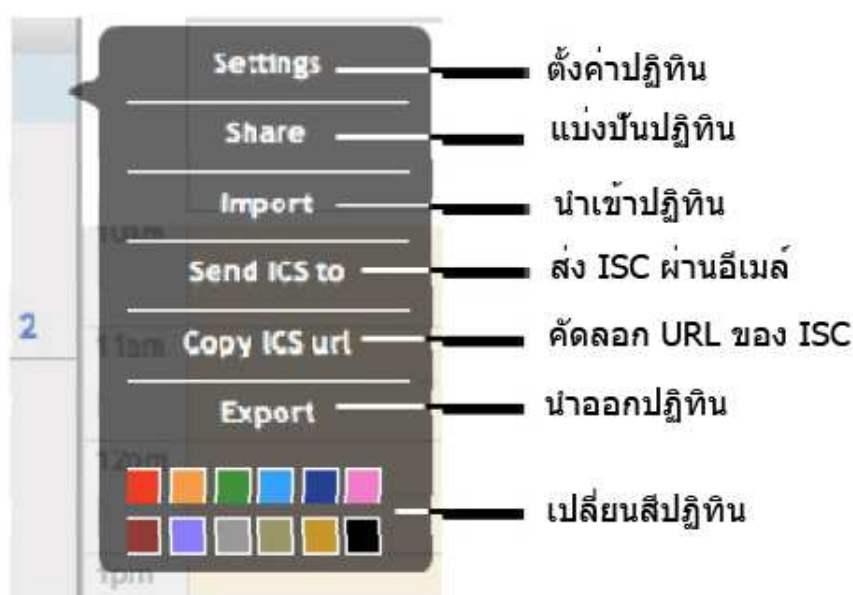 Settings ตั้งค่าปฏิทิน
Share แบ่งปันปฏิทิน
Import นำเข้าปฏิทิน
10am
Send ICS to ส่ง ISC ผ่านอีเมล์
2
11am
Copy ICS url คัดลอก URL ของ ISC
Export นำออกปฏิทิน
12pm
เปลี่ยนสีปฏิทิน
1pm